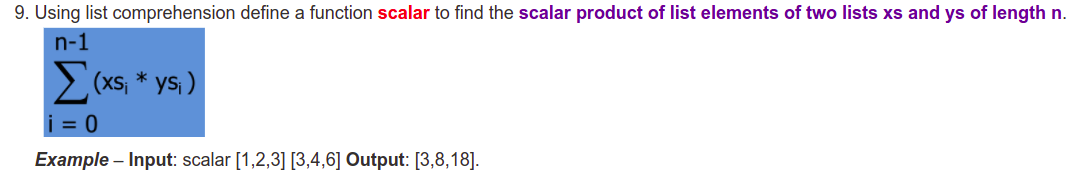 9. Using list comprehension define a function scalar to find the scalar product of list elements of two lists xs and ys of length n.
n-1
∑ (xsᵢ * ysᵢ )
i = 0
Example – Input: scalar [1,2,3] [3,4,6] Output: [3,8,18].